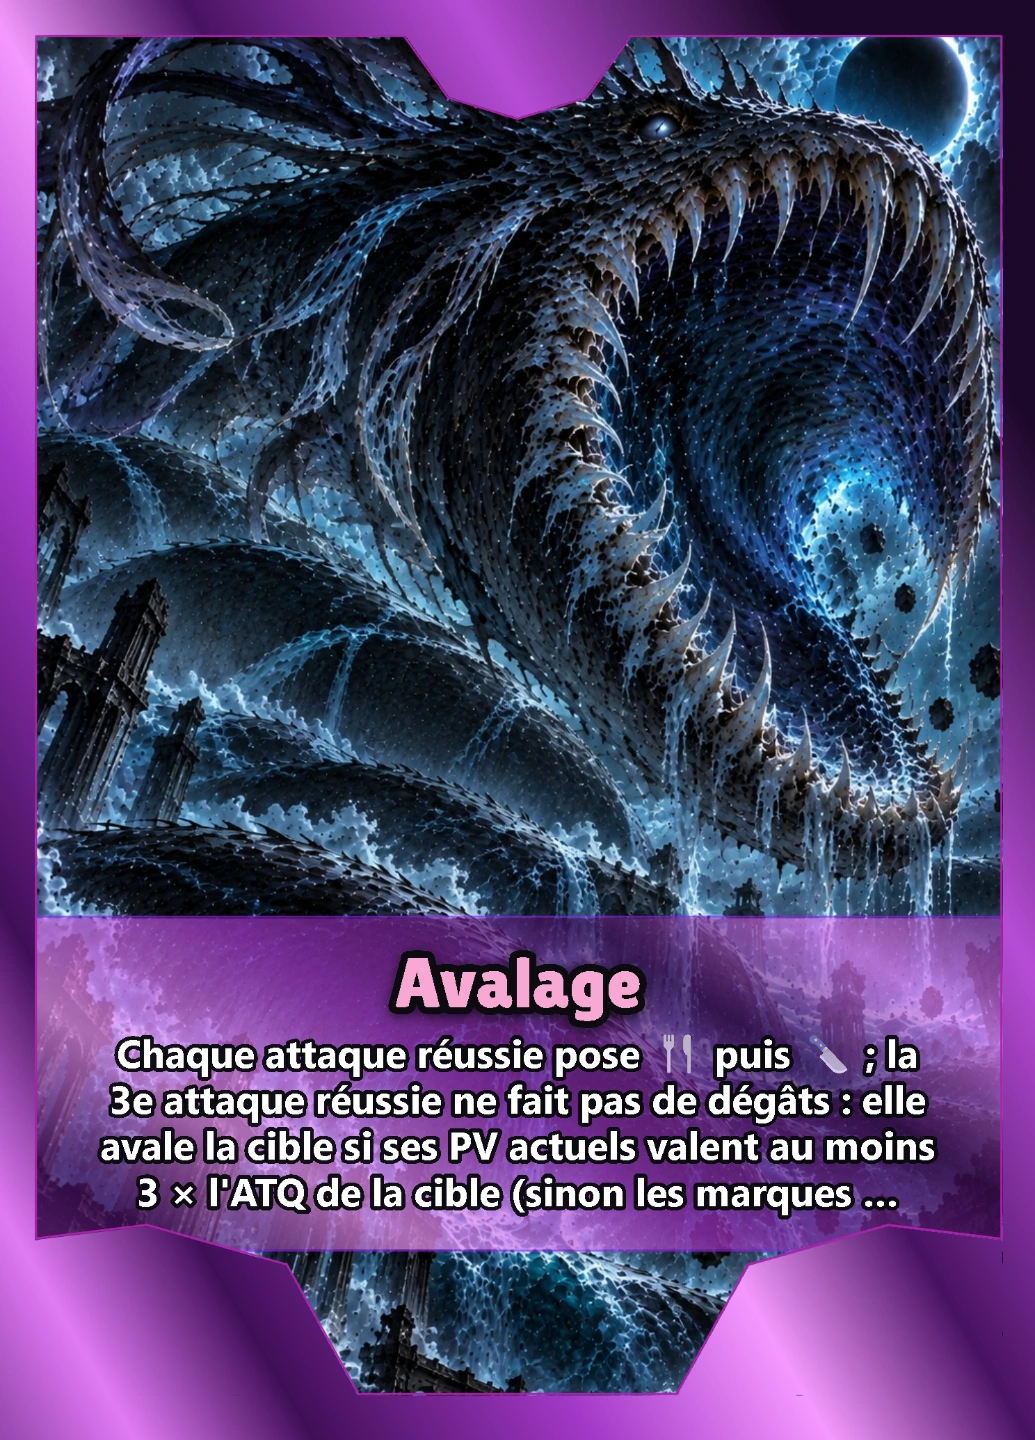 Avalage
Chaque attaque réussie pose 🍴 puis 🔪 ; la
3e attaque réussie ne fait pas de dégâts : elle
avale la cible si ses PV actuels valent au moins
3 × l'ATQ de la cible (sinon les marques ...